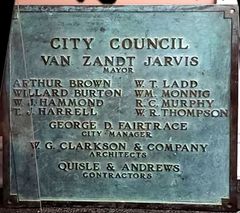 CITY COUNCIL
VAN ZANDT JARVIS
MAYOR
ARTHUR BROWN W. T. LADD
WILLARD BURTON WM. MONNIG
W. J. HAMMOND R. C. MURPHY
T. J. HARRELL W. R. THOMPSON
GEORGE D. FAIRTRACE
CITY MANAGER
W. G. CLARKSON & COMPANY
ARCHITECTS
QUISLE & ANDREWS
CONTRACTORS